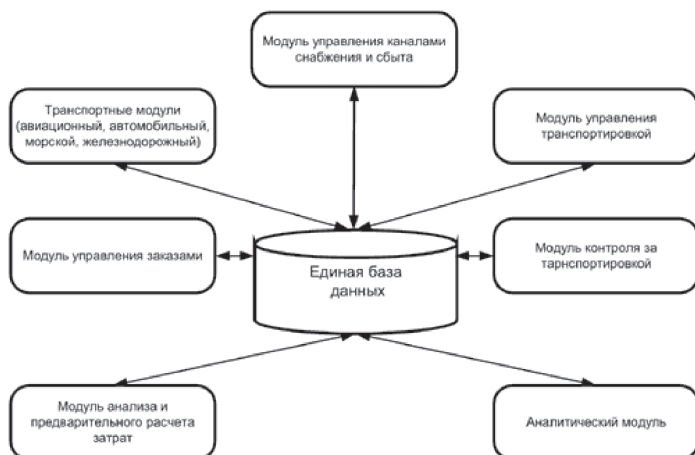 Модуль управления каналами
снабжения и сбыта
Транспортные модули
(авиационный, автомобильный,
морской, железнодорожный)
Модуль управления
транспортировкой
Модуль управления заказами
Единая база
данных
Модуль контроля за
тарнспортировкой
Модуль анализа и
предварительного расчета
затрат
Аналитический модуль